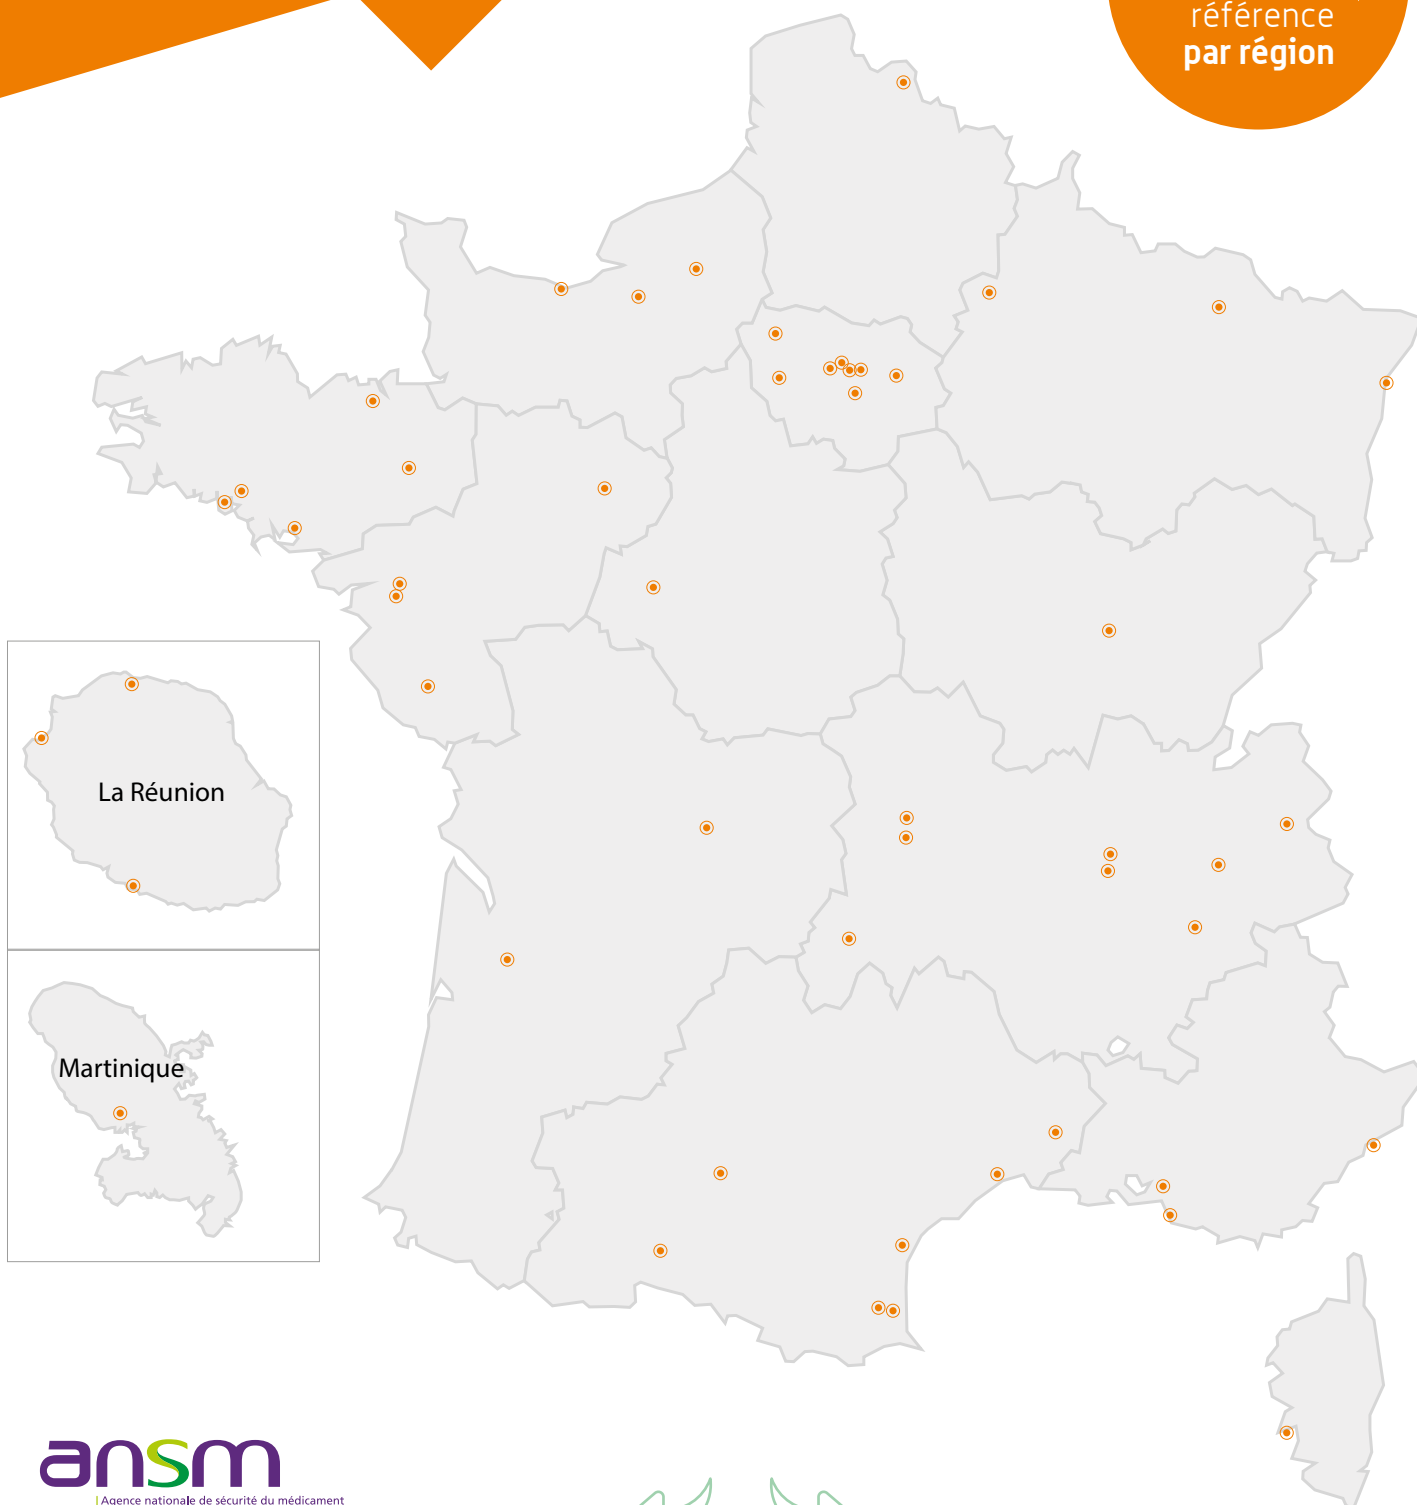 référence
par région
La Réunion
Martinique
ansm
Agence nationale de sécurité du médicament